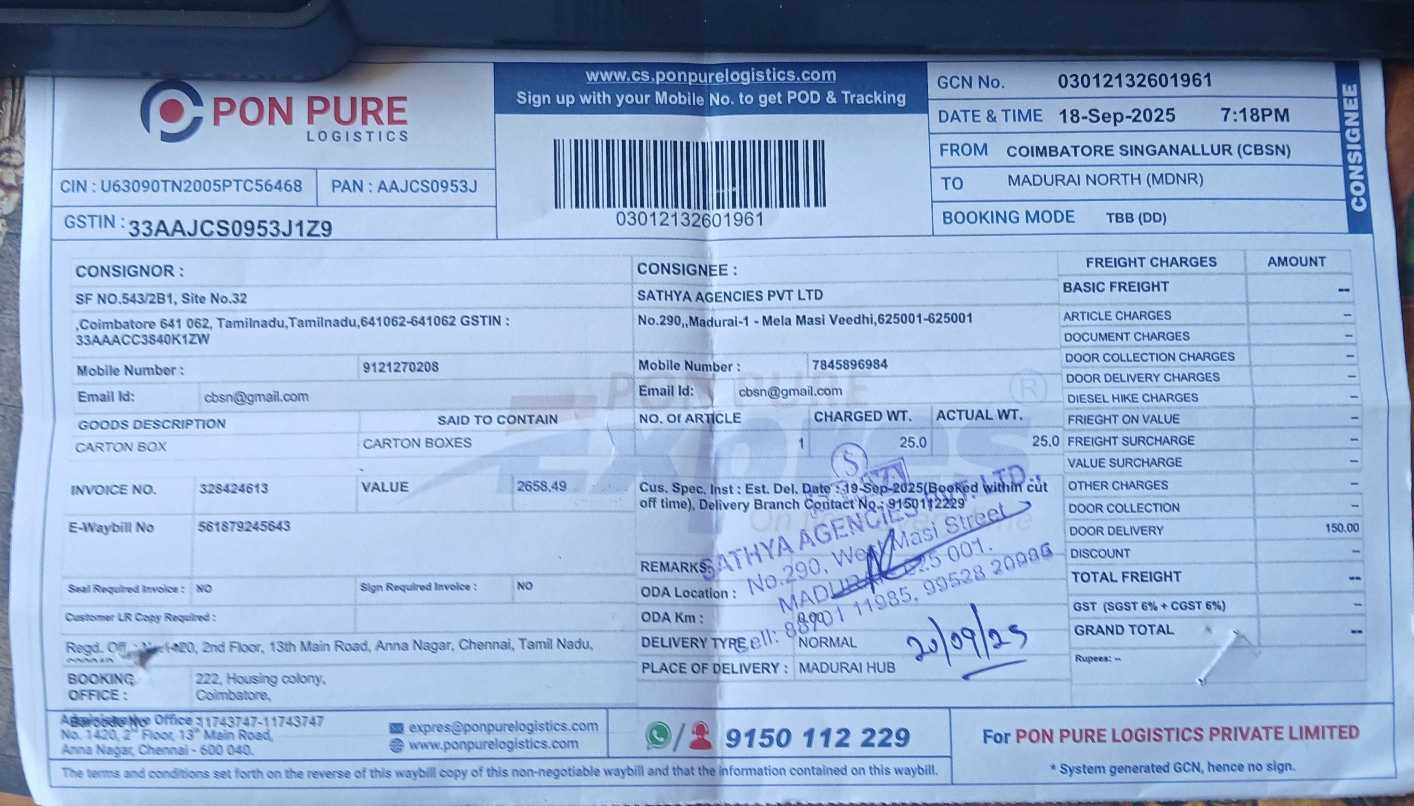 PON PURE
LOGISTICS
www.cs.ponpurelogistics.com
Sign up with your Mobile No. to get POD & Tracking
03012132601961
GCN No. 03012132601961
DATE & TIME 18-Sep-2025 7:18PM
FROM COIMBATORE SINGANALLUR (CBSN)
TO MADURAI NORTH (MDNR)
BOOKING MODE TBB (DD)
CONSIGNEE
CIN : U63090TN2005PTC56468 PAN : AAJCS0953J
GSTIN : 33AAJCS0953J1Z9
CONSIGNOR :
SF NO.543/2B1, Site No.32
,Coimbatore 641 062, Tamilnadu,Tamilnadu,641062-641062 GSTIN :
33AAACC3840K1ZW
Mobile Number : 9121270208
Email Id: cbsn@gmail.com
GOODS DESCRIPTION SAID TO CONTAIN
CARTON BOX CARTON BOXES
INVOICE NO. 328424613 VALUE 2658.49
E-Waybill No 561879245643
Seal Required Invoice : NO Sign Required Invoice : NO
Customer LR Copy Required :
Regd. Off. 1420, 2nd Floor, 13th Main Road, Anna Nagar, Chennai, Tamil Nadu,
BOOKING OFFICE : 222, Housing colony,
Coimbatore,
CONSIGNEE :
SATHYA AGENCIES PVT LTD
No.290,,Madurai-1 - Mela Masi Veedhi,625001-625001
Mobile Number : 7845896984
Email Id: cbsn@gmail.com
NO. Of ARTICLE CHARGED WT. ACTUAL WT.
1 25.0 25.0
Cus. Spec. Inst : Est. Del. Date : 19-Sep-2025(Booked within cut
off time), Delivery Branch Contact No.: 9150112229
REMARKS:
ODA Location :
ODA Km :
DELIVERY TYPE NORMAL
PLACE OF DELIVERY : MADURAI HUB
PON PURE
Expres
SATHYA AGENCIES PVT. LTD.,
No.290, West Masi Street
MADURAI 625 001.
Cell: 88701 11985, 99528 20996
20/09/25
FREIGHT CHARGES AMOUNT
BASIC FREIGHT --
ARTICLE CHARGES --
DOCUMENT CHARGES --
DOOR COLLECTION CHARGES --
DOOR DELIVERY CHARGES --
DIESEL HIKE CHARGES --
FRIEGHT ON VALUE --
FREIGHT SURCHARGE --
VALUE SURCHARGE --
OTHER CHARGES --
DOOR COLLECTION --
DOOR DELIVERY 150.00
DISCOUNT --
TOTAL FREIGHT --
GST (SGST 6% + CGST 6%) --
GRAND TOTAL --
Rupees: --
Administrative Office : 11743747-11743747
No. 1420, 2nd Floor, 13th Main Road,
Anna Nagar, Chennai - 600 040.
expres@ponpurelogistics.com
www.ponpurelogistics.com
9150 112 229
For PON PURE LOGISTICS PRIVATE LIMITED
* System generated GCN, hence no sign.
The terms and conditions set forth on the reverse of this waybill copy of this non-negotiable waybill and that the information contained on this waybill.